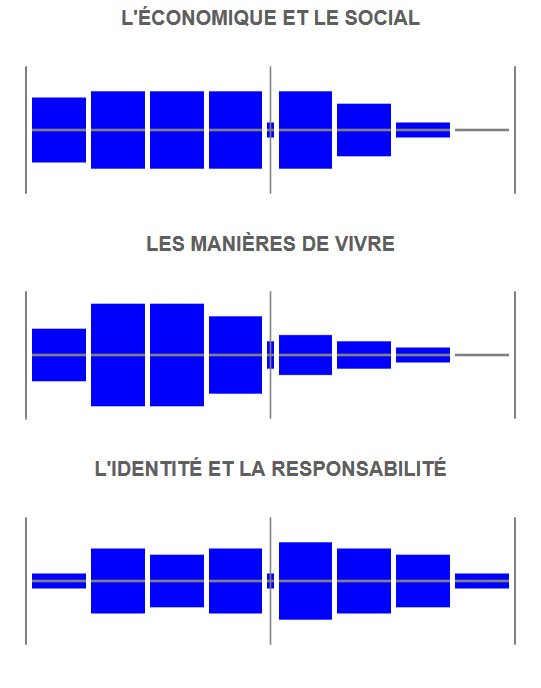 L'ÉCONOMIQUE ET LE SOCIAL
LES MANIÈRES DE VIVRE
L'IDENTITÉ ET LA RESPONSABILITÉ